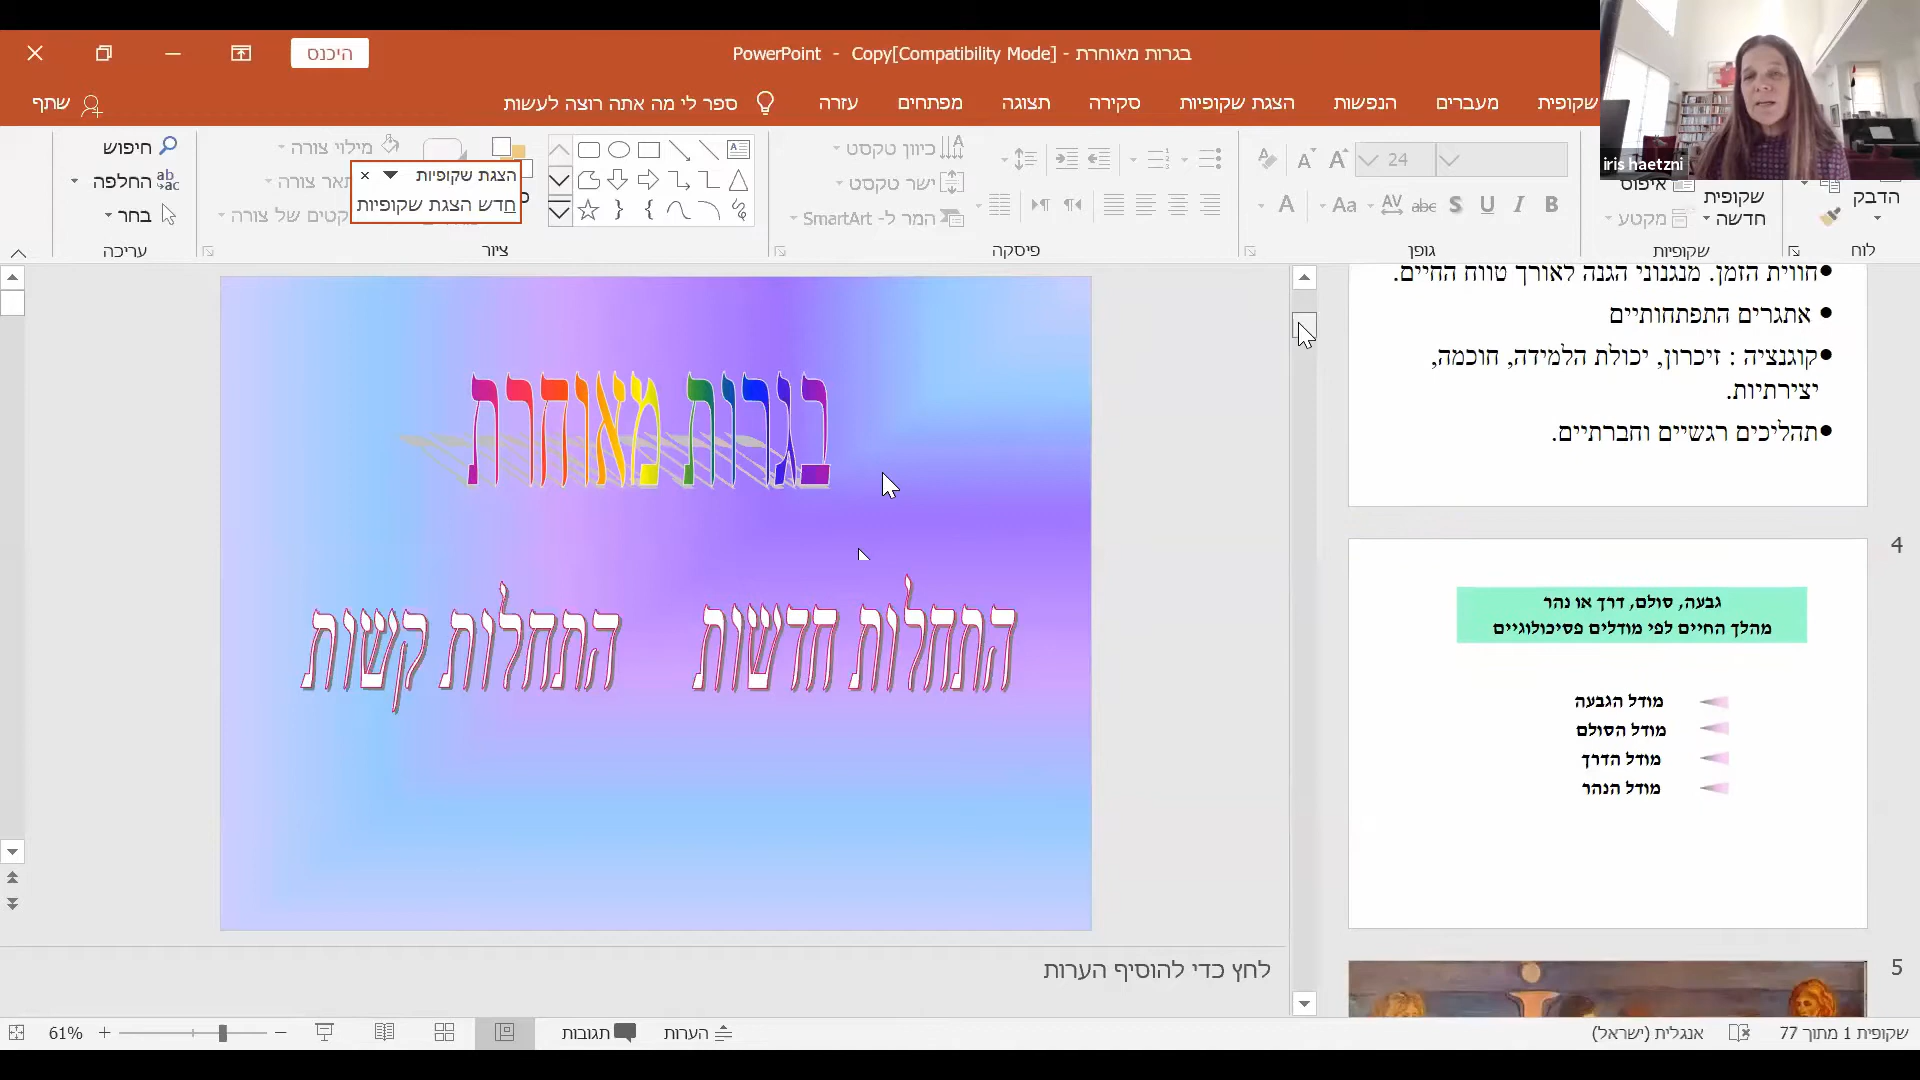 בגרות מאוחרת - Copy[Compatibility Mode] - PowerPoint
היכנס
שקופית
מעברים
הנפשות
הצגת שקופיות
סקירה
תצוגה
מפתחים
עזרה
ספר לי מה אתה רוצה לעשות
שתף
iris haetzni
הדבק
לוח
שקופית
חדשה
איפוס
מקטע
שקופיות
24
B I U S abc AV Aa A
גופן
כיוון טקסט
ישר טקסט
המר ל- SmartArt
פיסקה
מילוי צורה
ציור
הצגת שקופיות
חדש הצגת שקופיות
חיפוש
החלפה
בחר
עריכה
חווית הזמן. מנגנוני הגנה לאורך טווח החיים.
אתגרים התפתחותיים
קוגנציה : זיכרון, יכולת הלמידה, חוכמה,
יצירתיות.
תהליכים רגשיים וחברתיים.
4
גבעה, סולם, דרך או נהר
מהלך החיים לפי מודלים פסיכולוגיים
מודל הגבעה
מודל הסולם
מודל הדרך
מודל הנהר
5
בגרות מאוחרת
התחלות חדשות
התחלות קשות
לחץ כדי להוסיף הערות
שקופית 1 מתוך 77
אנגלית (ישראל)
הערות
תגובות
61%